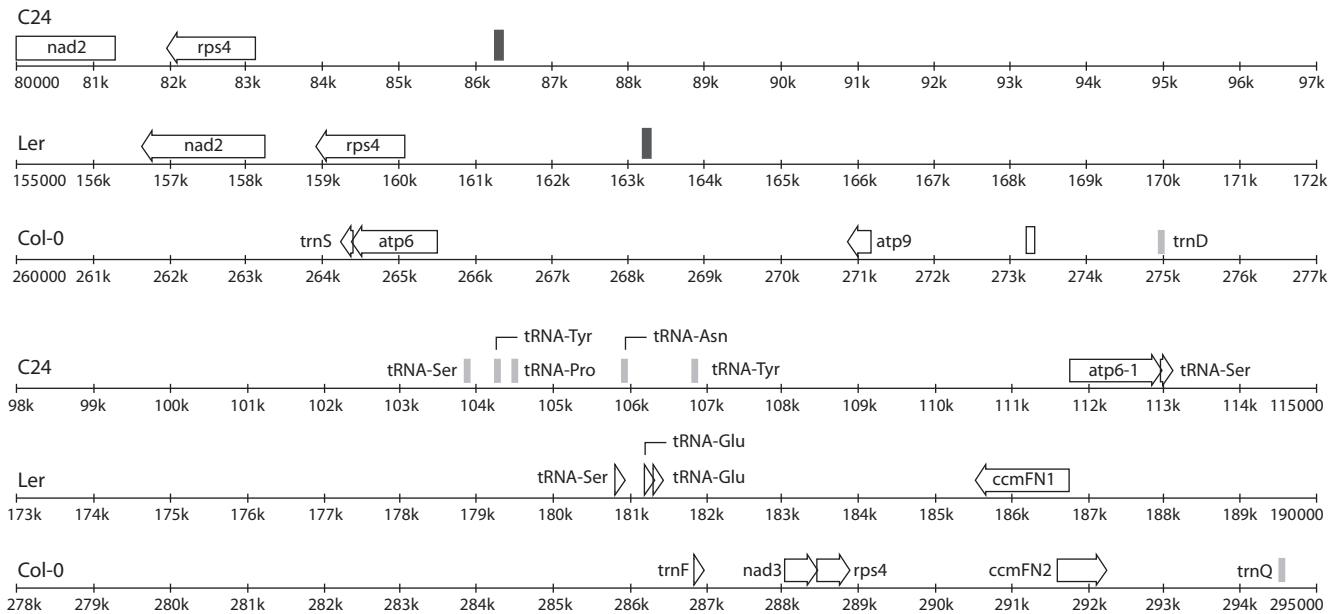 C24
nad2 rps4
80000 81k 82k 83k 84k 85k 86k 87k 88k 89k 90k 91k 92k 93k 94k 95k 96k 97k
Ler
nad2 rps4
155000 156k 157k 158k 159k 160k 161k 162k 163k 164k 165k 166k 167k 168k 169k 170k 171k 172k
Col-0
trnS atp6 atp9 trnD
260000 261k 262k 263k 264k 265k 266k 267k 268k 269k 270k 271k 272k 273k 274k 275k 276k 277k
tRNA-Tyr tRNA-Asn
C24
tRNA-Ser tRNA-Pro tRNA-Tyr atp6-1 tRNA-Ser
98k 99k 100k 101k 102k 103k 104k 105k 106k 107k 108k 109k 110k 111k 112k 113k 114k 115000
tRNA-Glu
Ler
tRNA-Ser tRNA-Glu ccmFN1
173k 174k 175k 176k 177k 178k 179k 180k 181k 182k 183k 184k 185k 186k 187k 188k 189k 190000
Col-0
trnF nad3 rps4 ccmFN2 trnQ
278k 279k 280k 281k 282k 283k 284k 285k 286k 287k 288k 289k 290k 291k 292k 293k 294k 295000